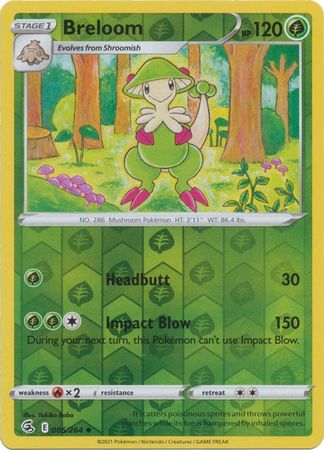 STAGE 1
Breloom
HP 120
Evolves from Shroomish
NO. 286 Mushroom Pokémon HT: 3'11" WT: 86.4 lbs.
Headbutt 30
Impact Blow 150
During your next turn, this Pokémon can't use Impact Blow.
weakness ×2 resistance retreat
Illus. Yukiko Baba
It scatters poisonous spores and throws powerful
punches while its foe is hampered by inhaled spores.
E 005/264
©2021 Pokémon / Nintendo / Creatures / GAME FREAK